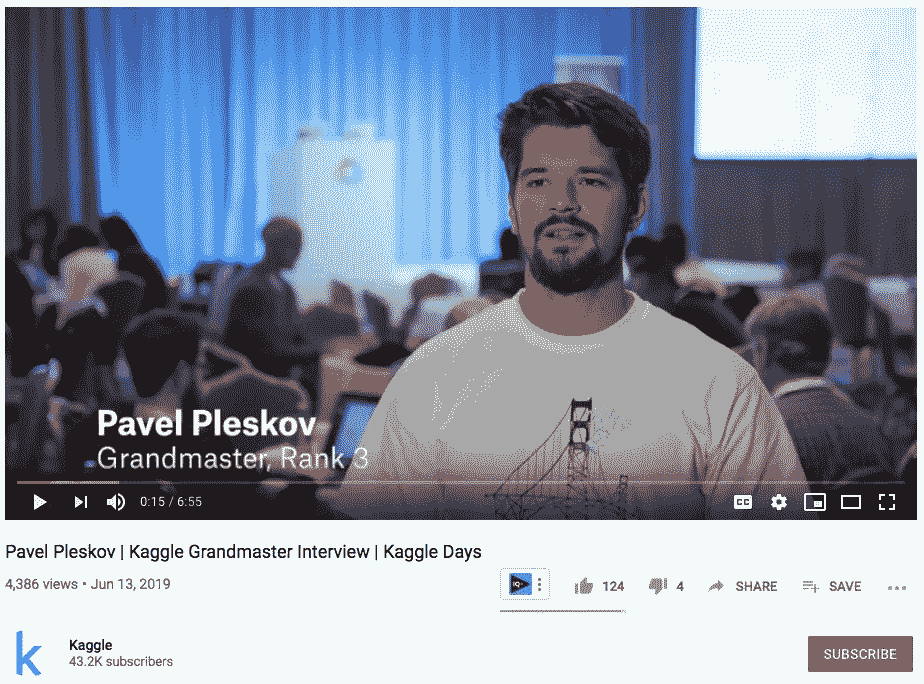 Pavel Pleskov
Grandmaster, Rank 3
0:15 / 6:55
CC
Pavel Pleskov | Kaggle Grandmaster Interview | Kaggle Days
4,386 views • Jun 13, 2019
IQ
124
4
SHARE
SAVE
k
Kaggle
43.2K subscribers
SUBSCRIBE